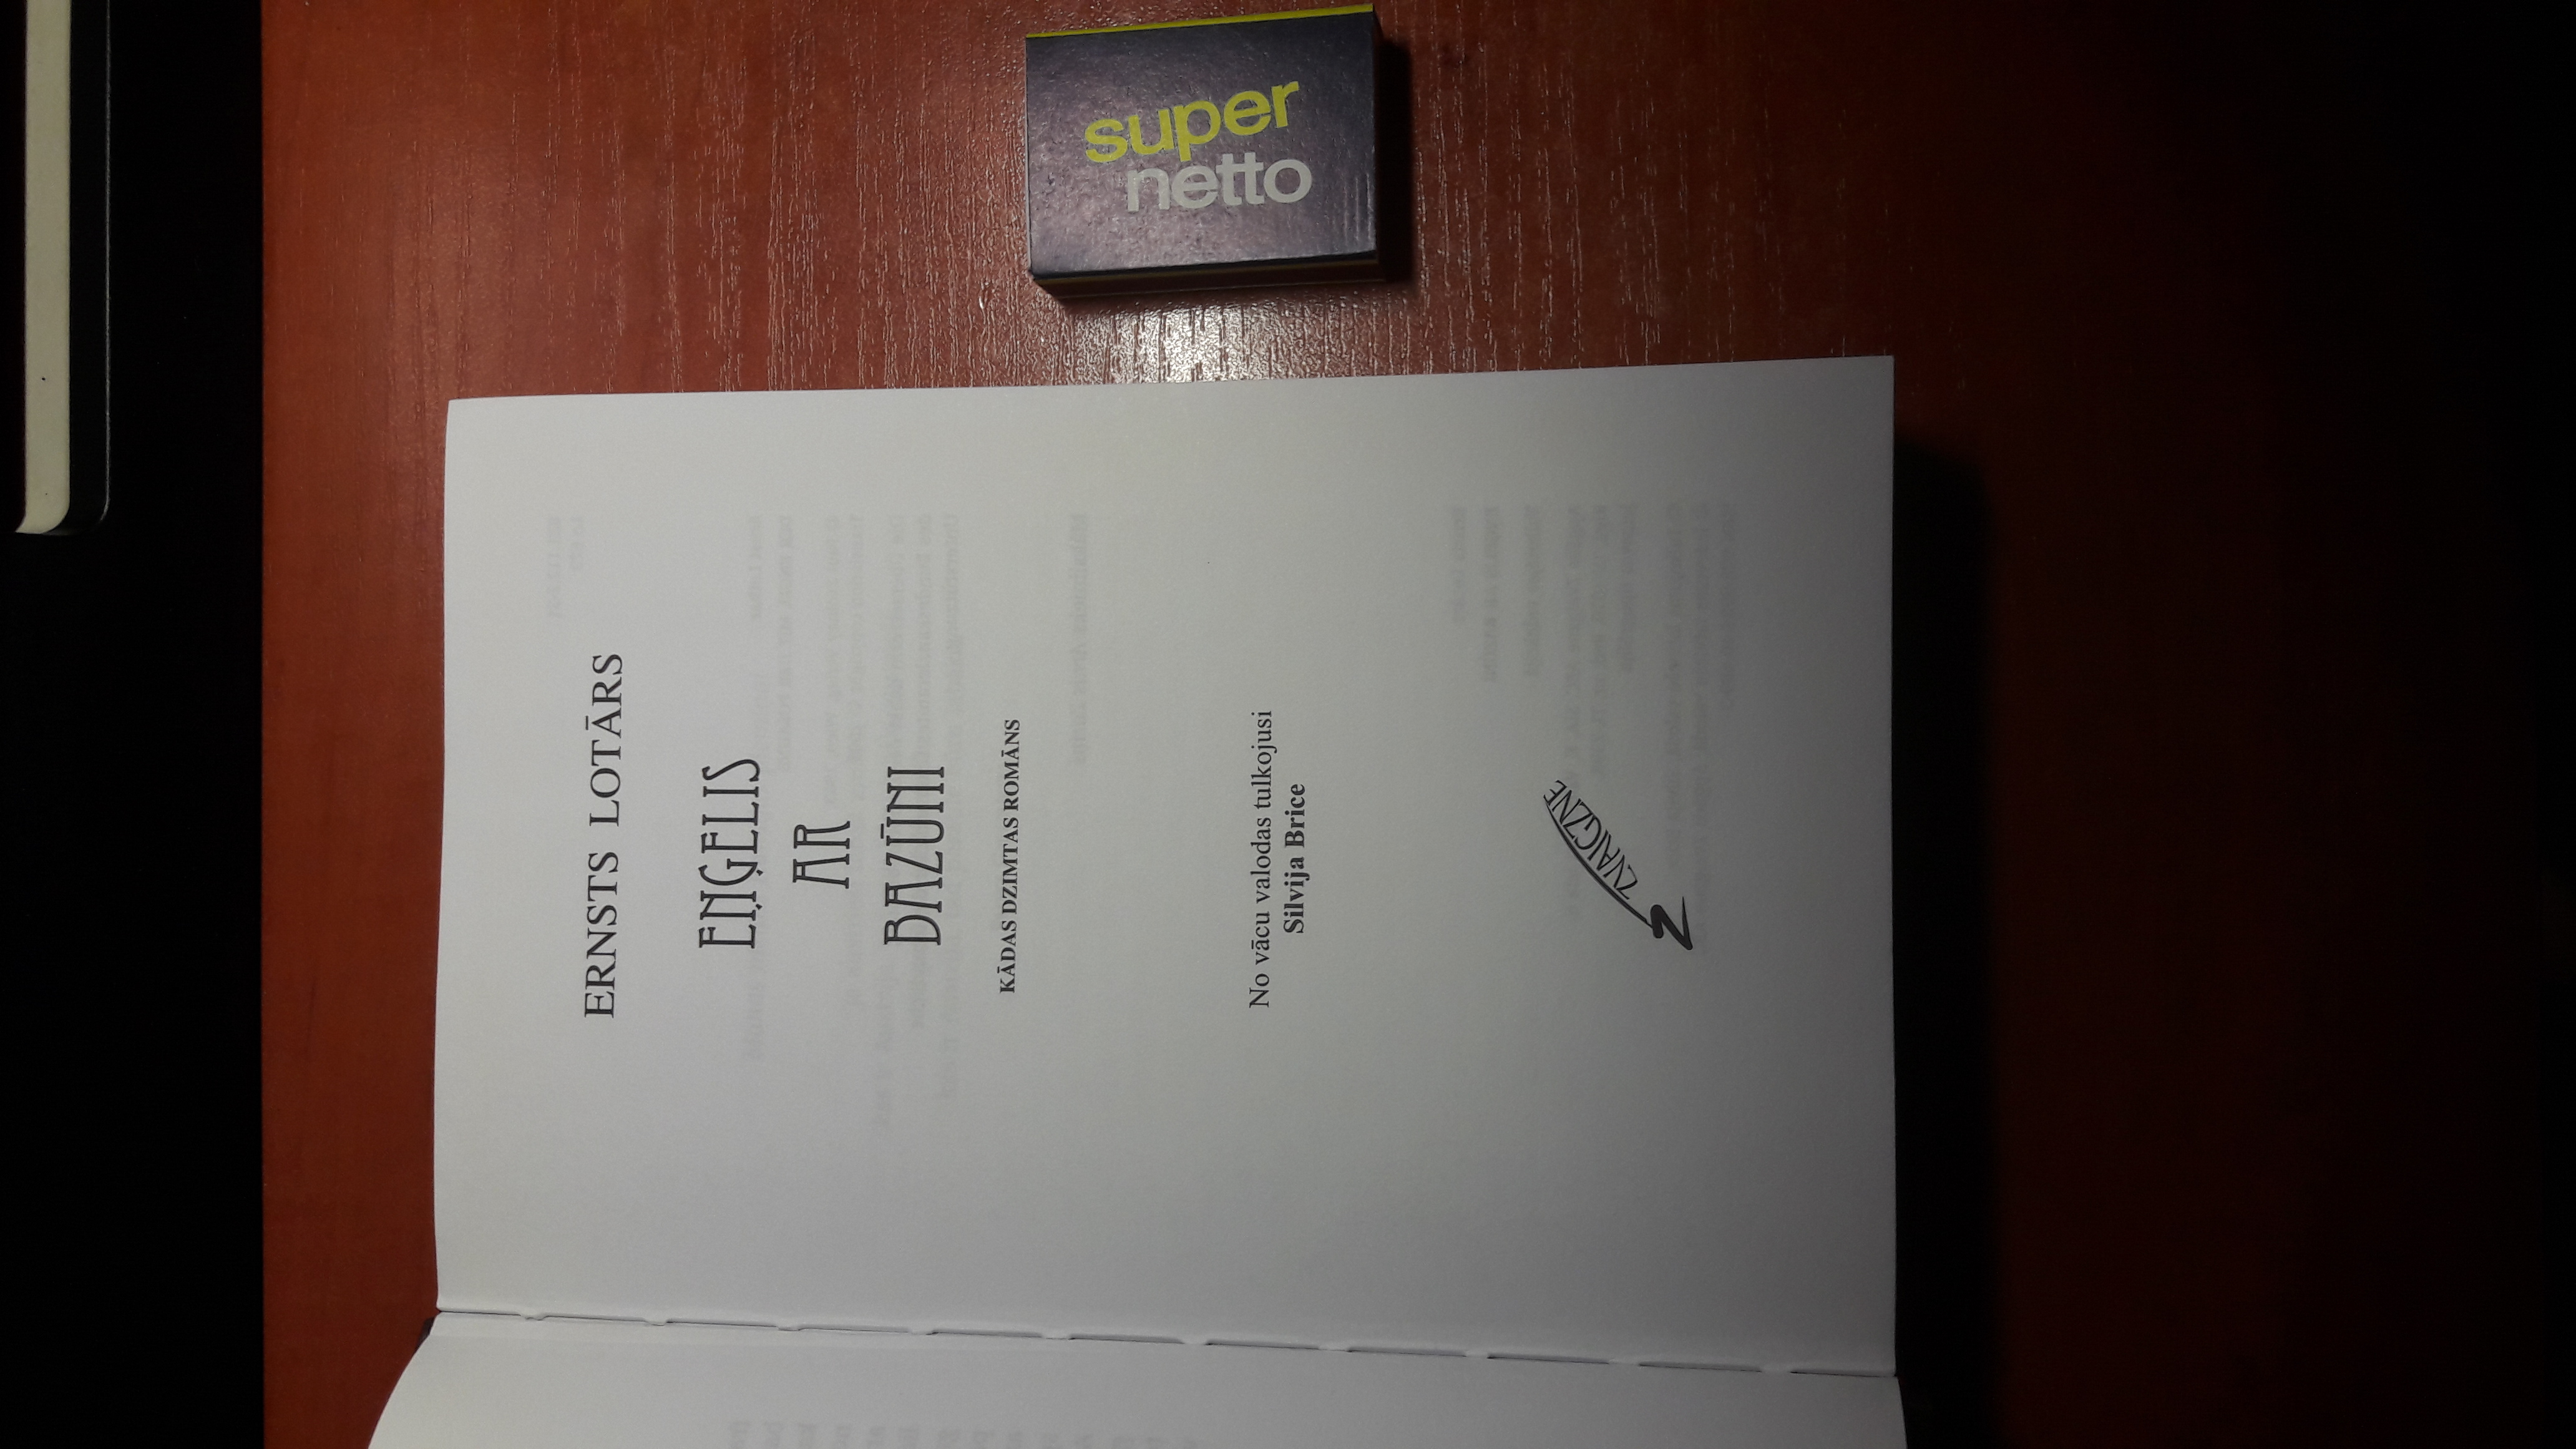 super
netto
ERNSTS LOTĀRS
EŅĢELIS
AR
BAZŪNI
KĀDAS DZIMTAS ROMĀNS
No vācu valodas tulkojusi
Silvija Brice
ZVAIGZNE